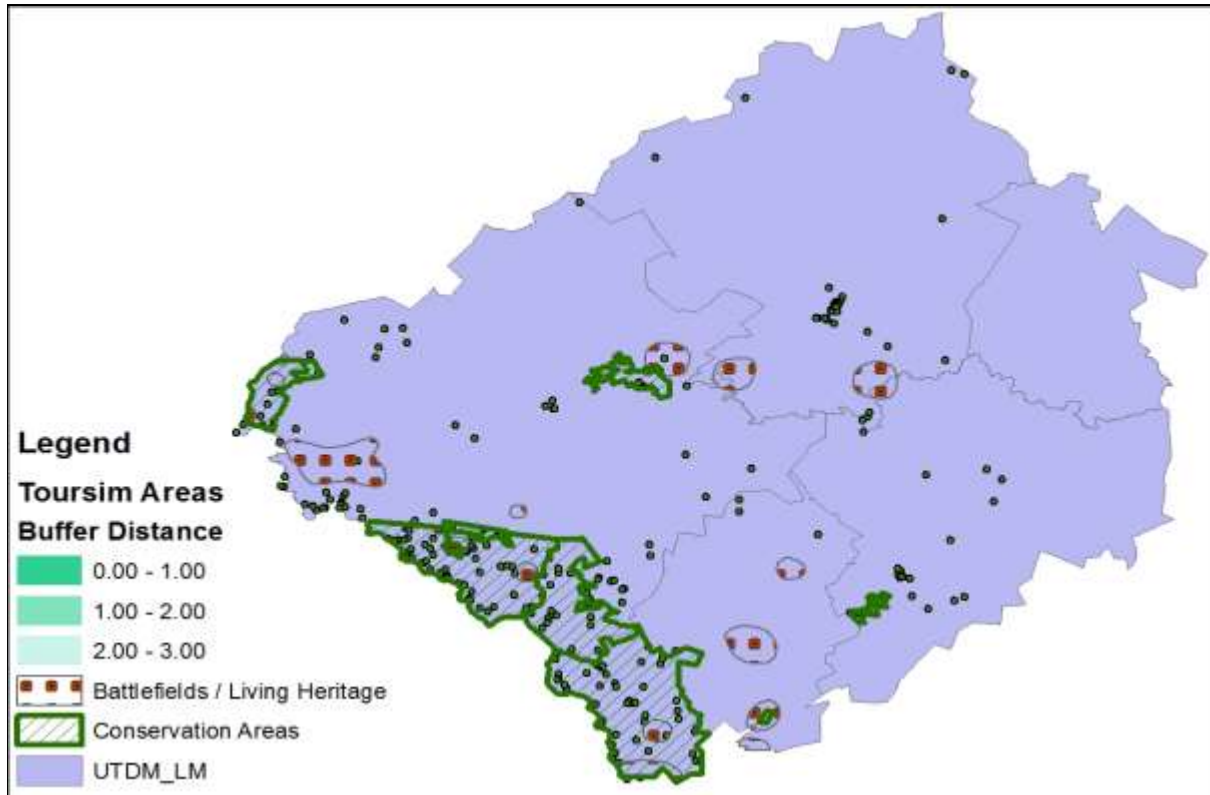 Legend
Toursim Areas
Buffer Distance
0.00 - 1.00
1.00 - 2.00
2.00 - 3.00
Battlefields / Living Heritage
Conservation Areas
UTDM_LM